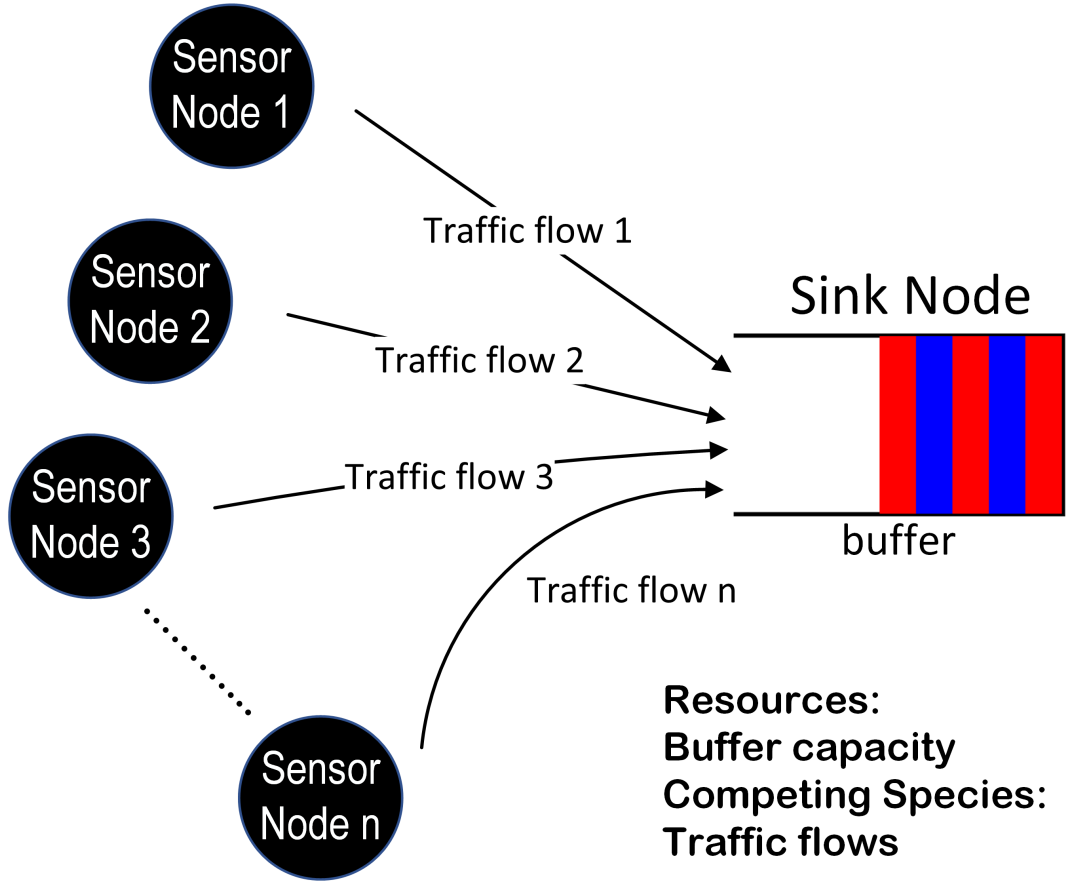 Sensor
Node 1
Traffic flow 1
Sensor
Node 2
Traffic flow 2
Sink Node
Sensor
Node 3
Traffic flow 3
buffer
Traffic flow n
Sensor
Node n
Resources:
Buffer capacity
Competing Species:
Traffic flows